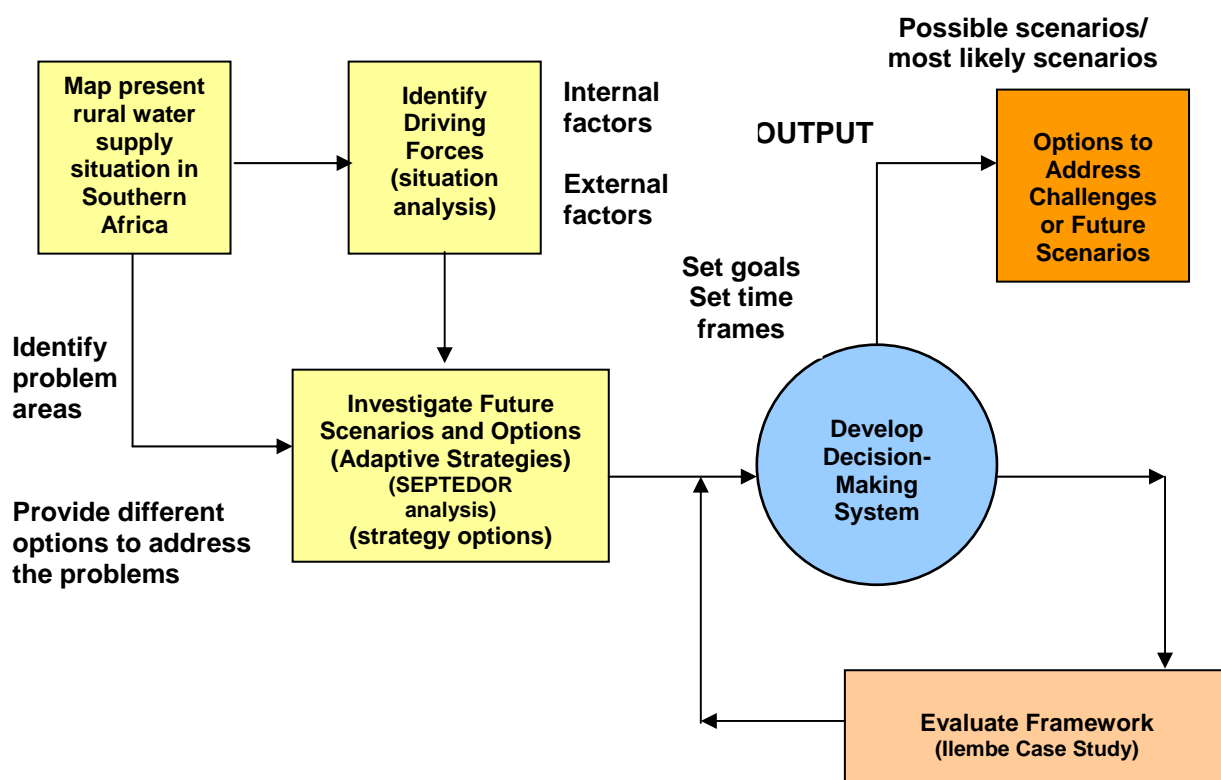 Possible scenarios/
most likely scenarios
Map present
rural water
supply
situation in
Southern
Africa
Identify
Driving
Forces
(situation
analysis)
Internal
factors
External
factors
OUTPUT
Options to
Address
Challenges
or Future
Scenarios
Set goals
Set time
frames
Identify
problem
areas
Provide different
options to address
the problems
Investigate Future
Scenarios and Options
(Adaptive Strategies)
(SEPTEDOR
analysis)
(strategy options)
Develop
Decision-
Making
System
Evaluate Framework
(Ilembe Case Study)